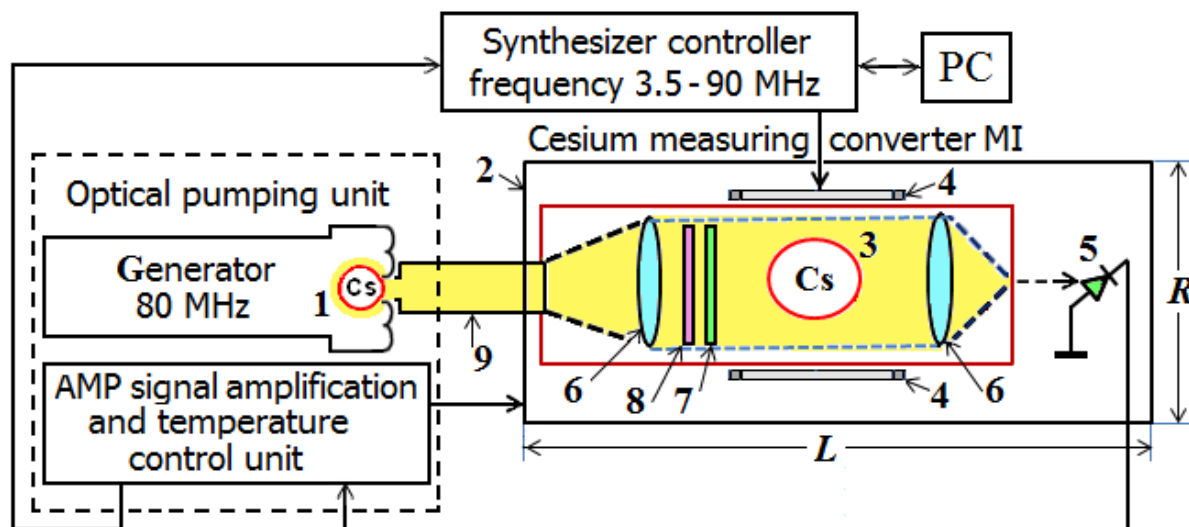 Synthesizer controller
frequency 3.5-90 MHz
PC
Cesium measuring converter MI
Optical pumping unit
2
4
Generator
80 MHz
1
Cs
3
Cs
5
R
9
6
8
7
4
6
AMP signal amplification
and temperature
control unit
L